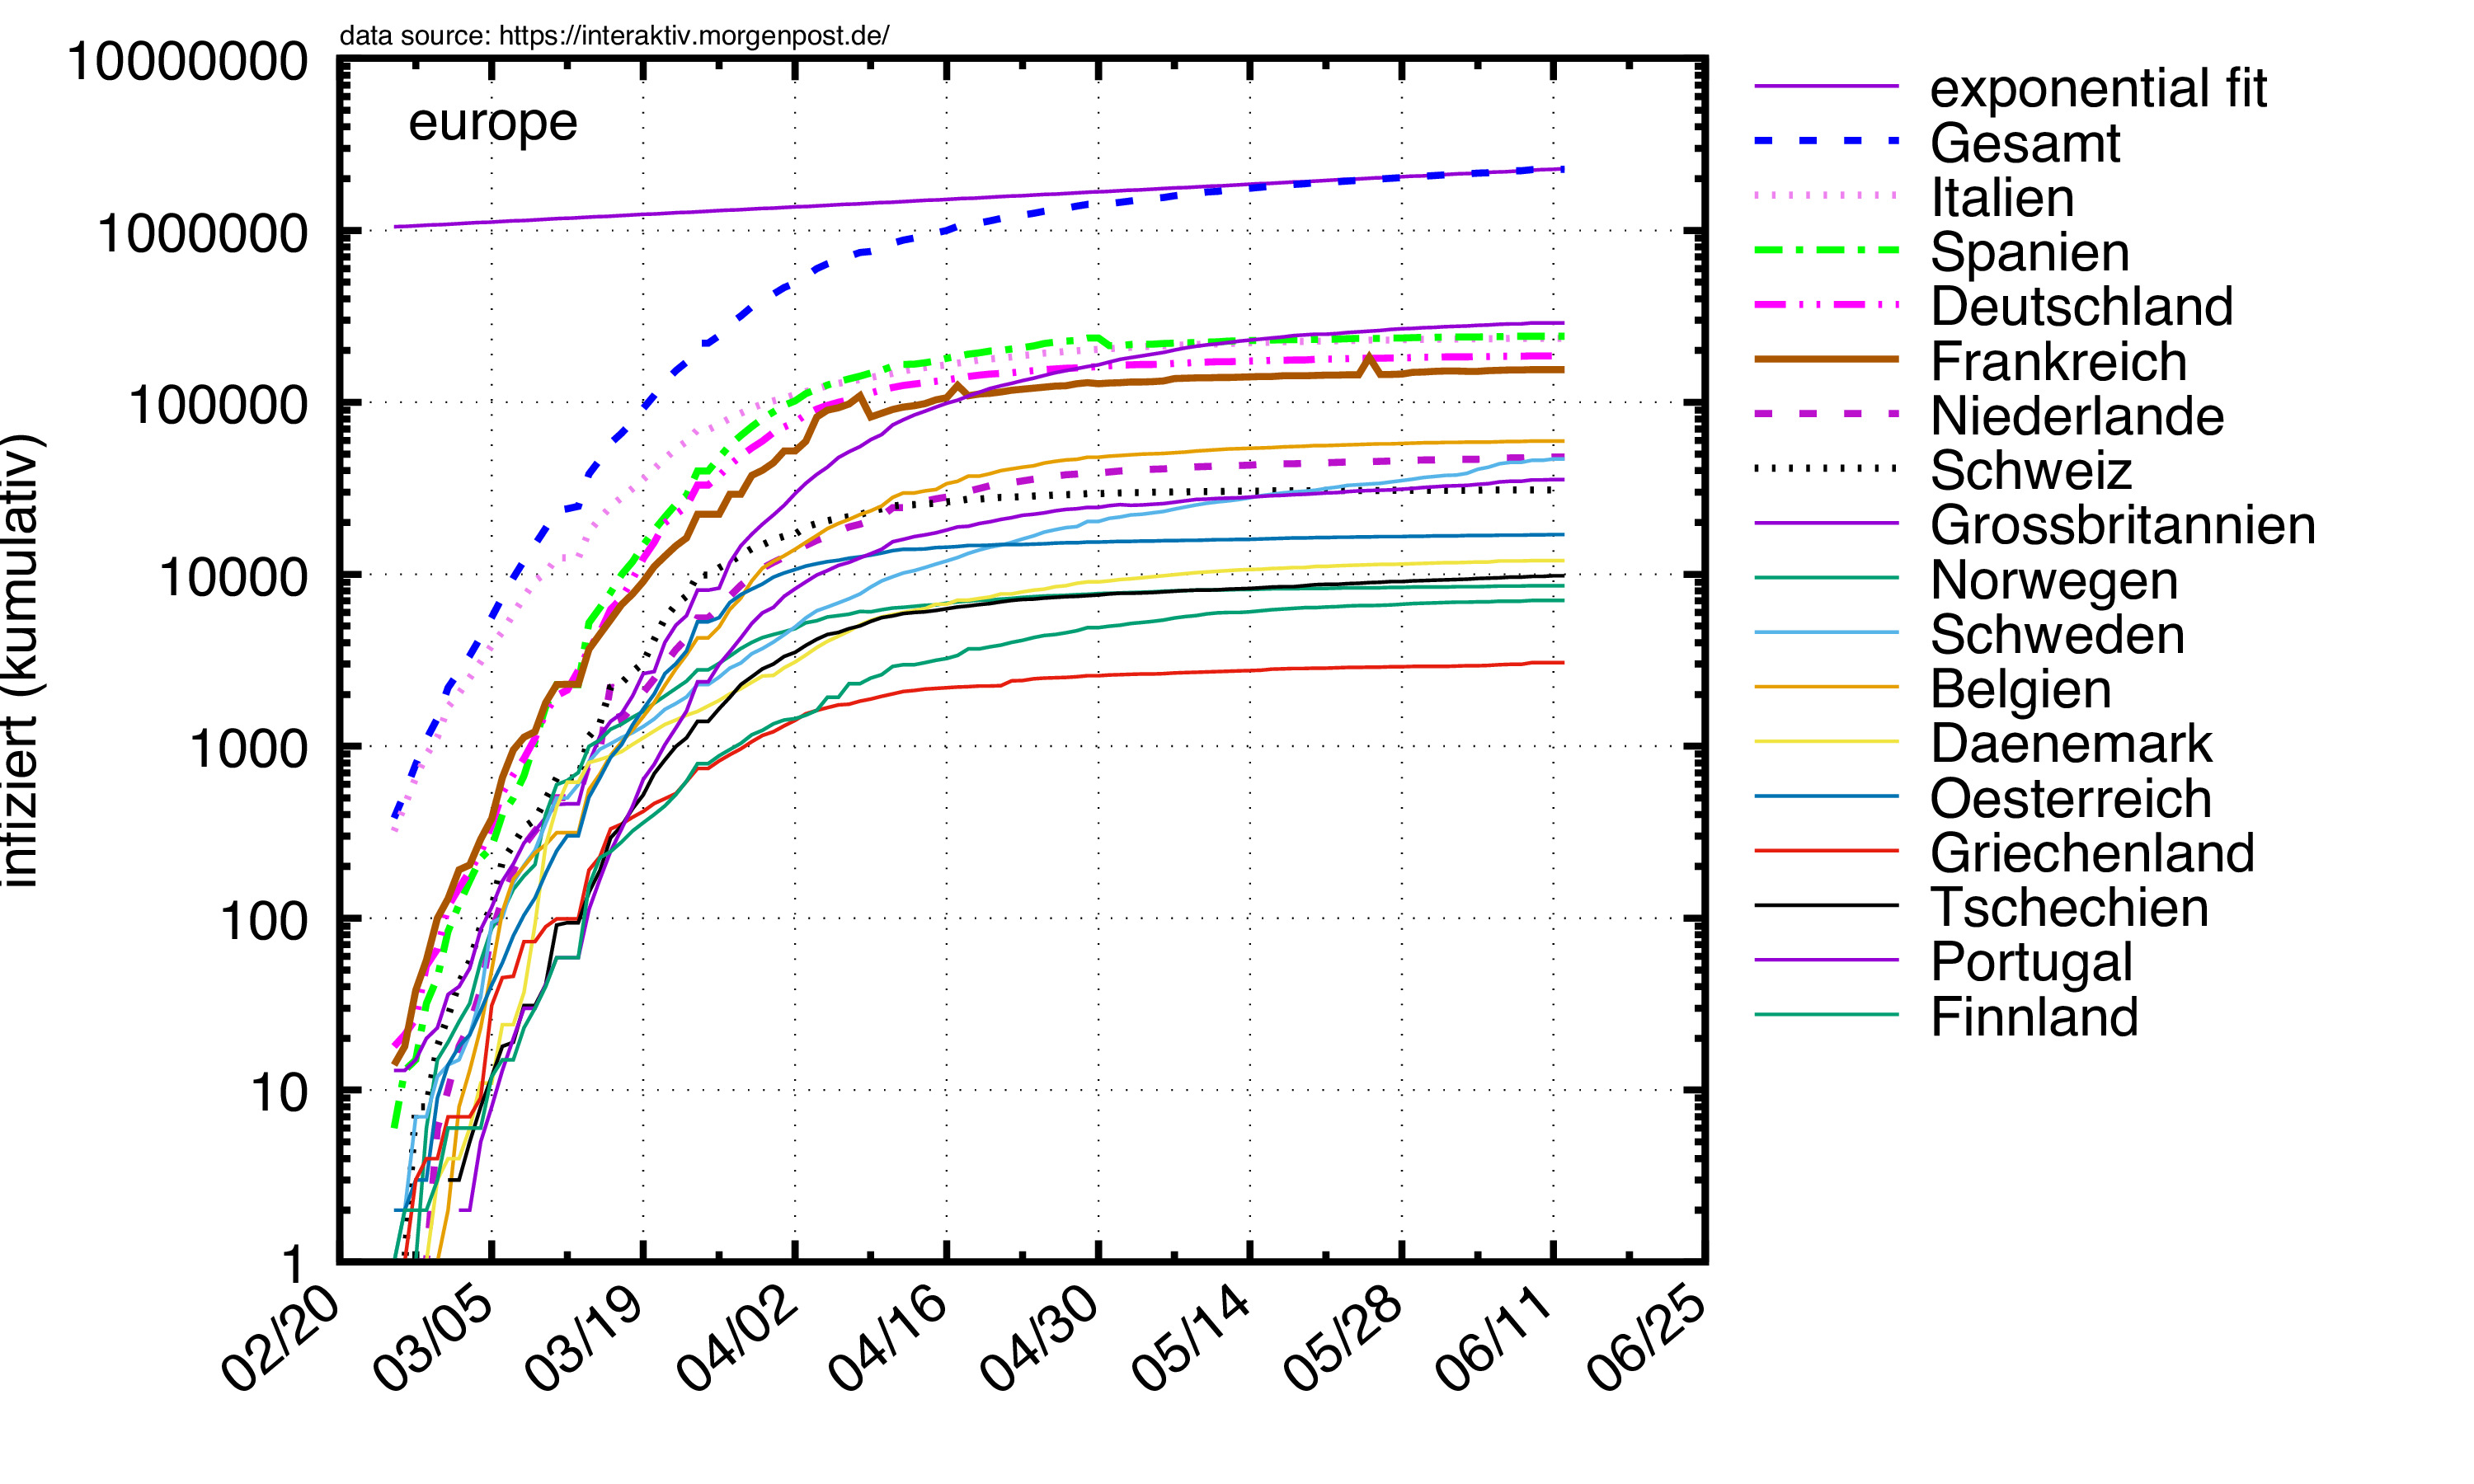 data source: https://interaktiv.morgenpost.de/
europe
infiziert (kumulativ)
10000000
1000000
100000
10000
1000
100
10
1
02/20
03/05
03/19
04/02
04/16
04/30
05/14
05/28
06/11
06/25
exponential fit
Gesamt
Italien
Spanien
Deutschland
Frankreich
Niederlande
Schweiz
Grossbritannien
Norwegen
Schweden
Belgien
Daenemark
Oesterreich
Griechenland
Tschechien
Portugal
Finnland